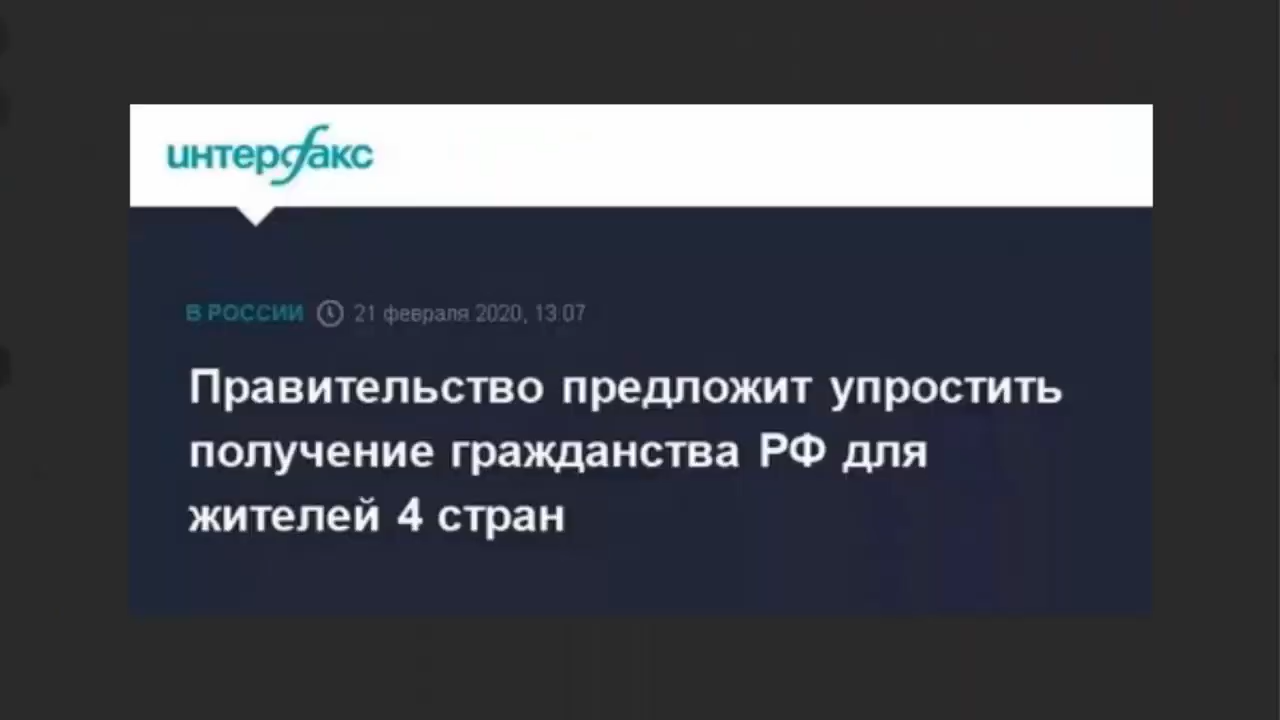 интерфакс
В РОССИИ 21 февраля 2020, 13:07
Правительство предложит упростить
получение гражданства РФ для
жителей 4 стран